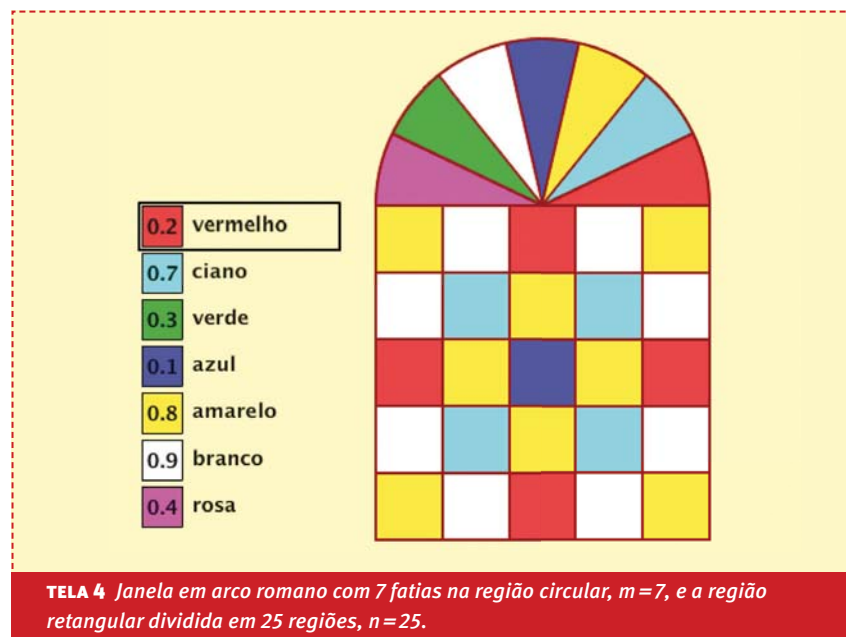 0.2 vermelho
0.7 ciano
0.3 verde
0.1 azul
0.8 amarelo
0.9 branco
0.4 rosa
TELA 4 Janela em arco romano com 7 fatias na região circular, m=7, e a região
retangular dividida em 25 regiões, n=25.